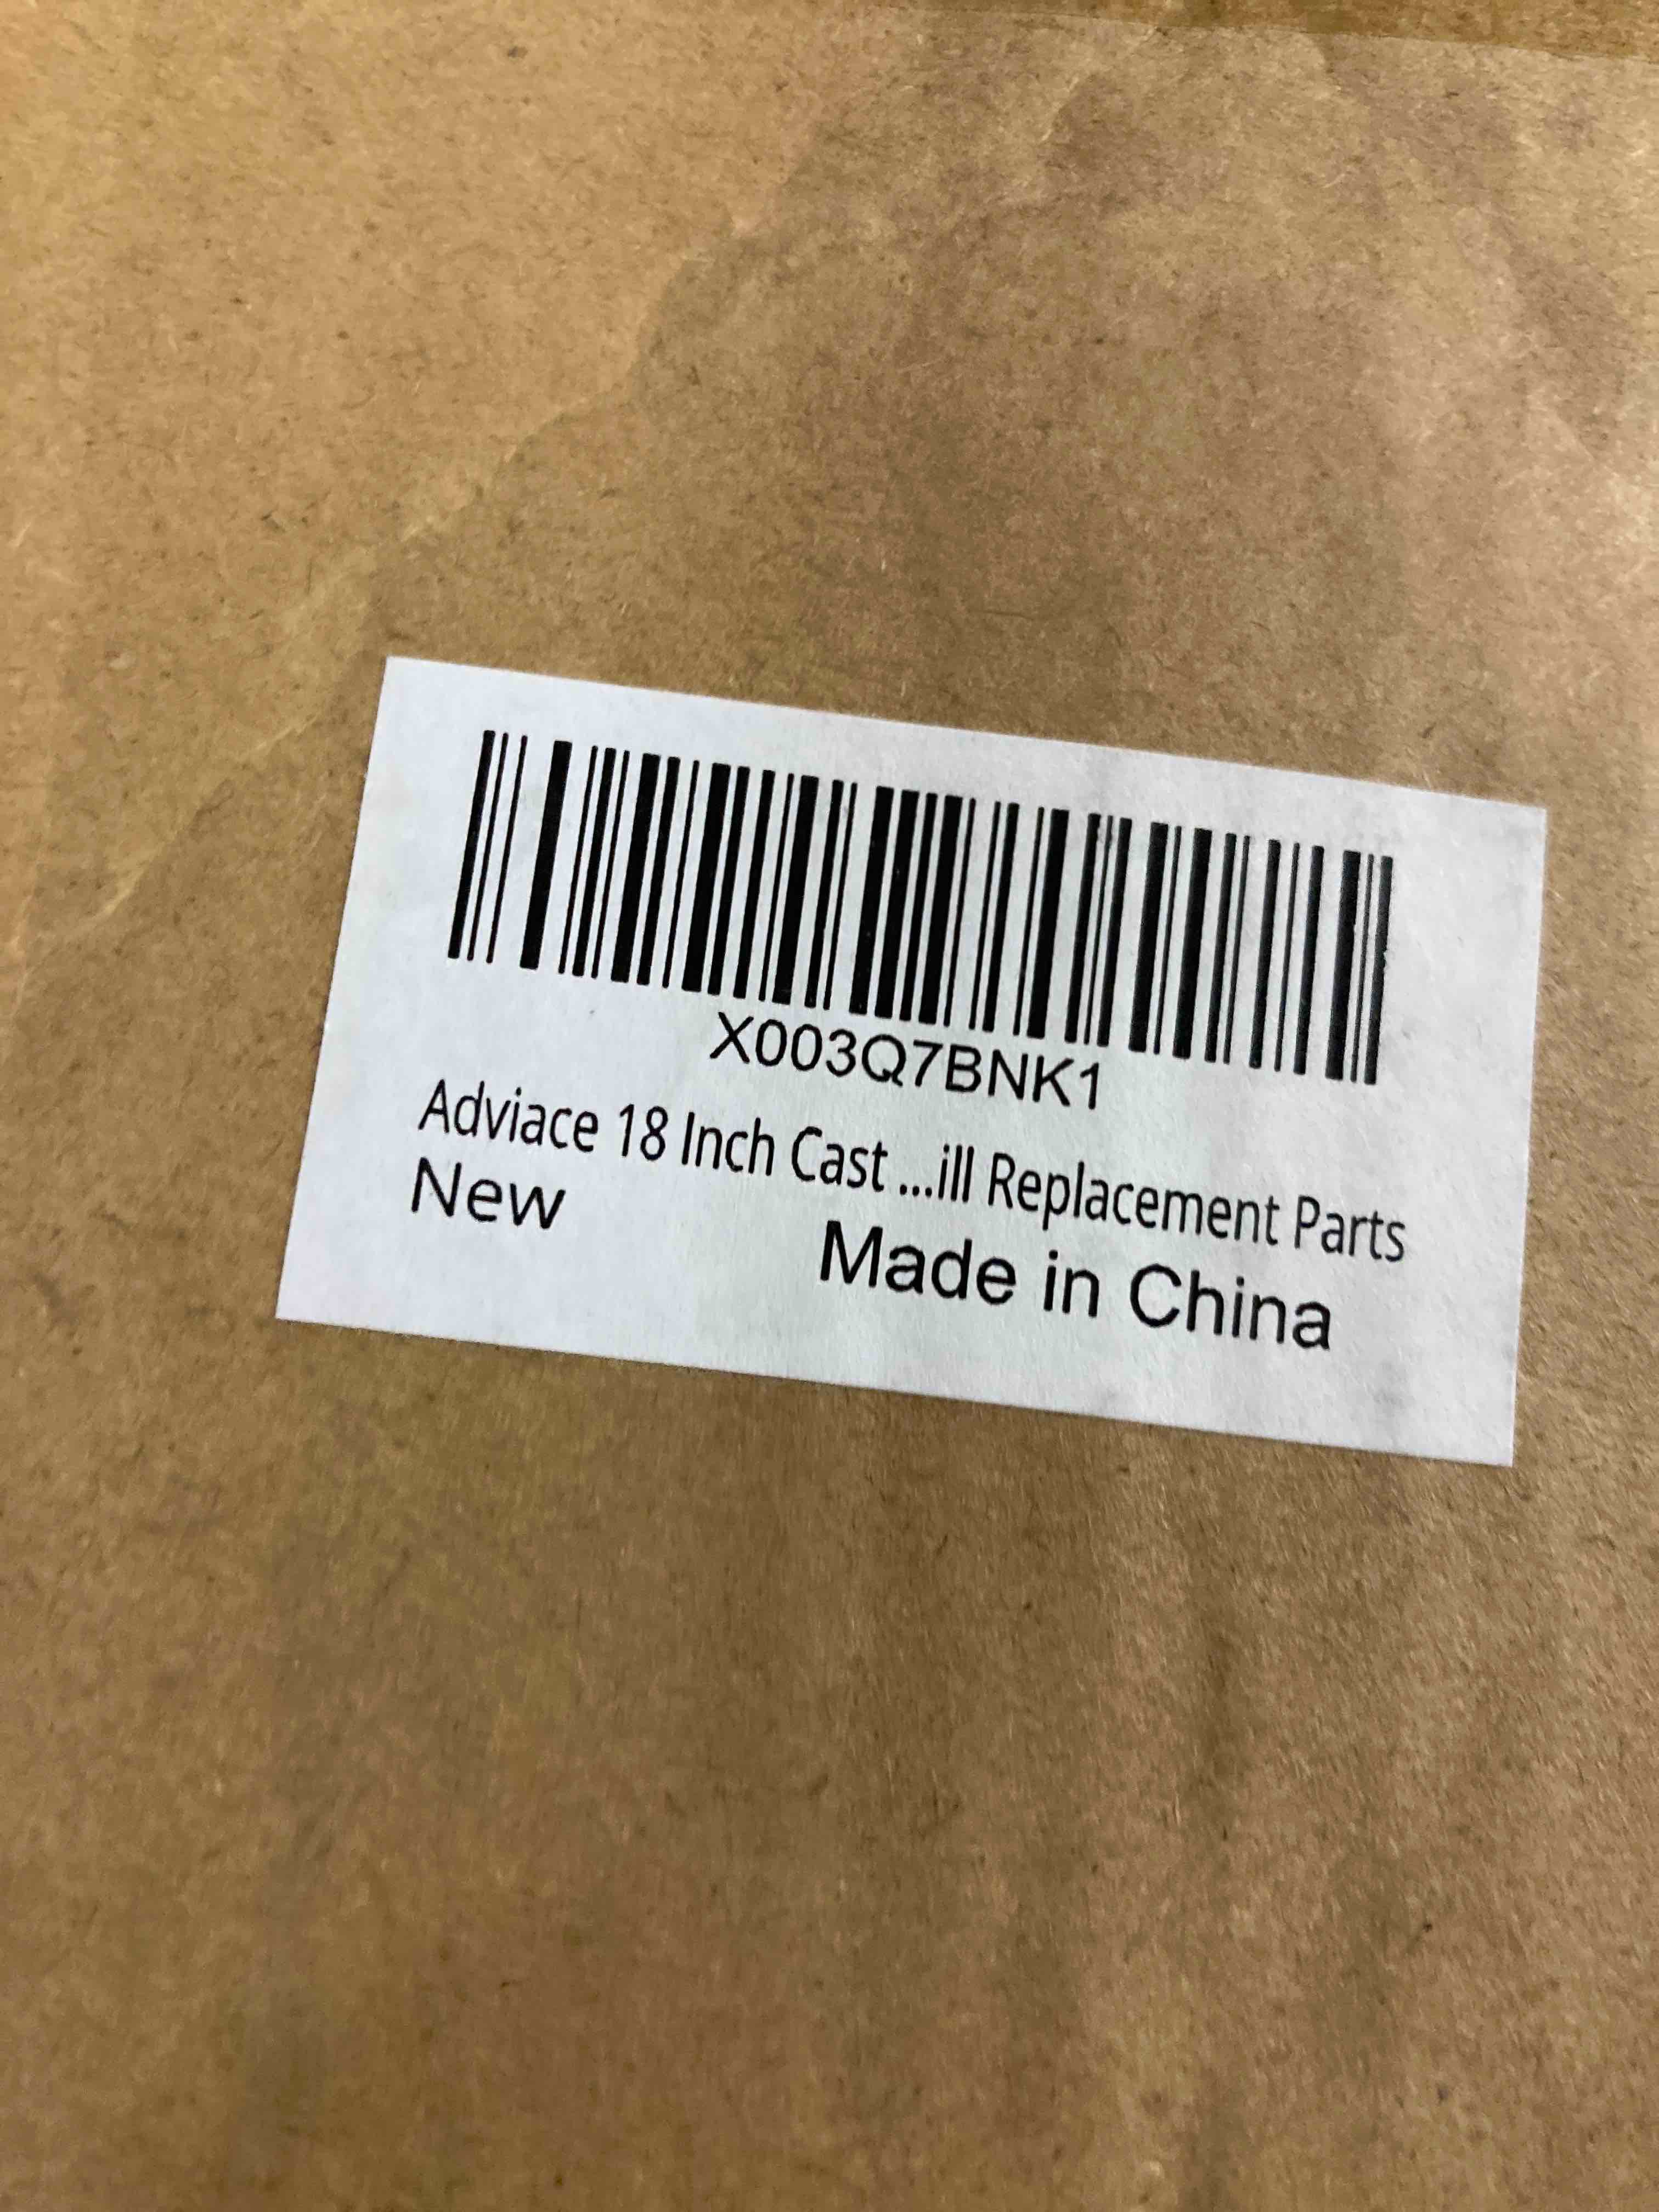 X003Q7BNK1
Adviace 18 Inch Cast ...ill Replacement Parts
New
Made in China